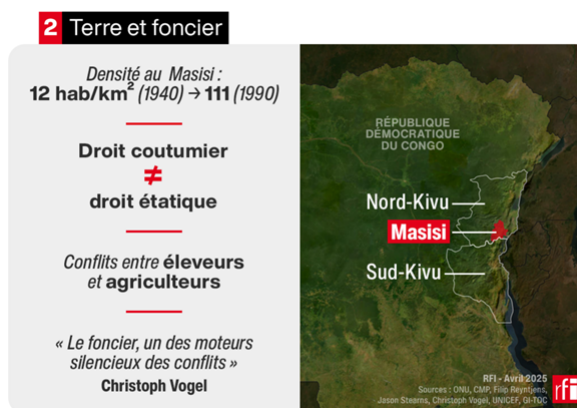 2 Terre et foncier
Densité au Masisi :
12 hab/km² (1940) → 111 (1990)
Droit coutumier
≠
droit étatique
Conflits entre éleveurs
et agriculteurs
« Le foncier, un des moteurs
silencieux des conflits »
Christoph Vogel
RÉPUBLIQUE
DÉMOCRATIQUE
DU CONGO
Nord-Kivu
Masisi
Sud-Kivu
RFI - Avril 2025
Sources : ONU, CMP, Filip Reyntjens,
Jason Stearns, Christoph Vogel, UNICEF, GI-TOC
rfi